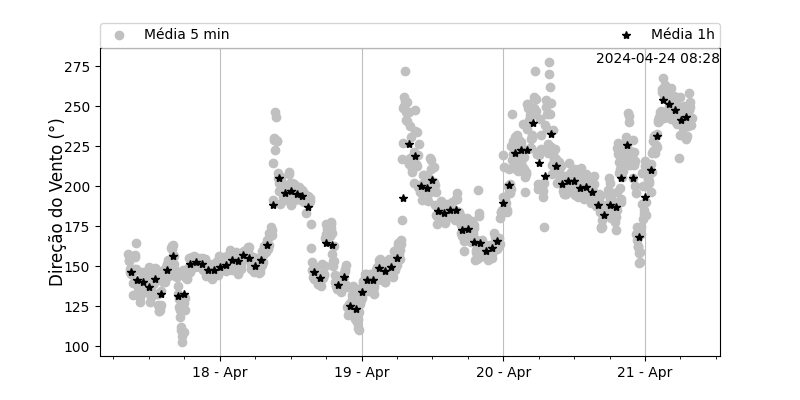 Média 5 min
Média 1h
2024-04-24 08:28
275
250
225
200
175
150
125
100
Direção do Vento (°)
18 - Apr
19 - Apr
20 - Apr
21 - Apr